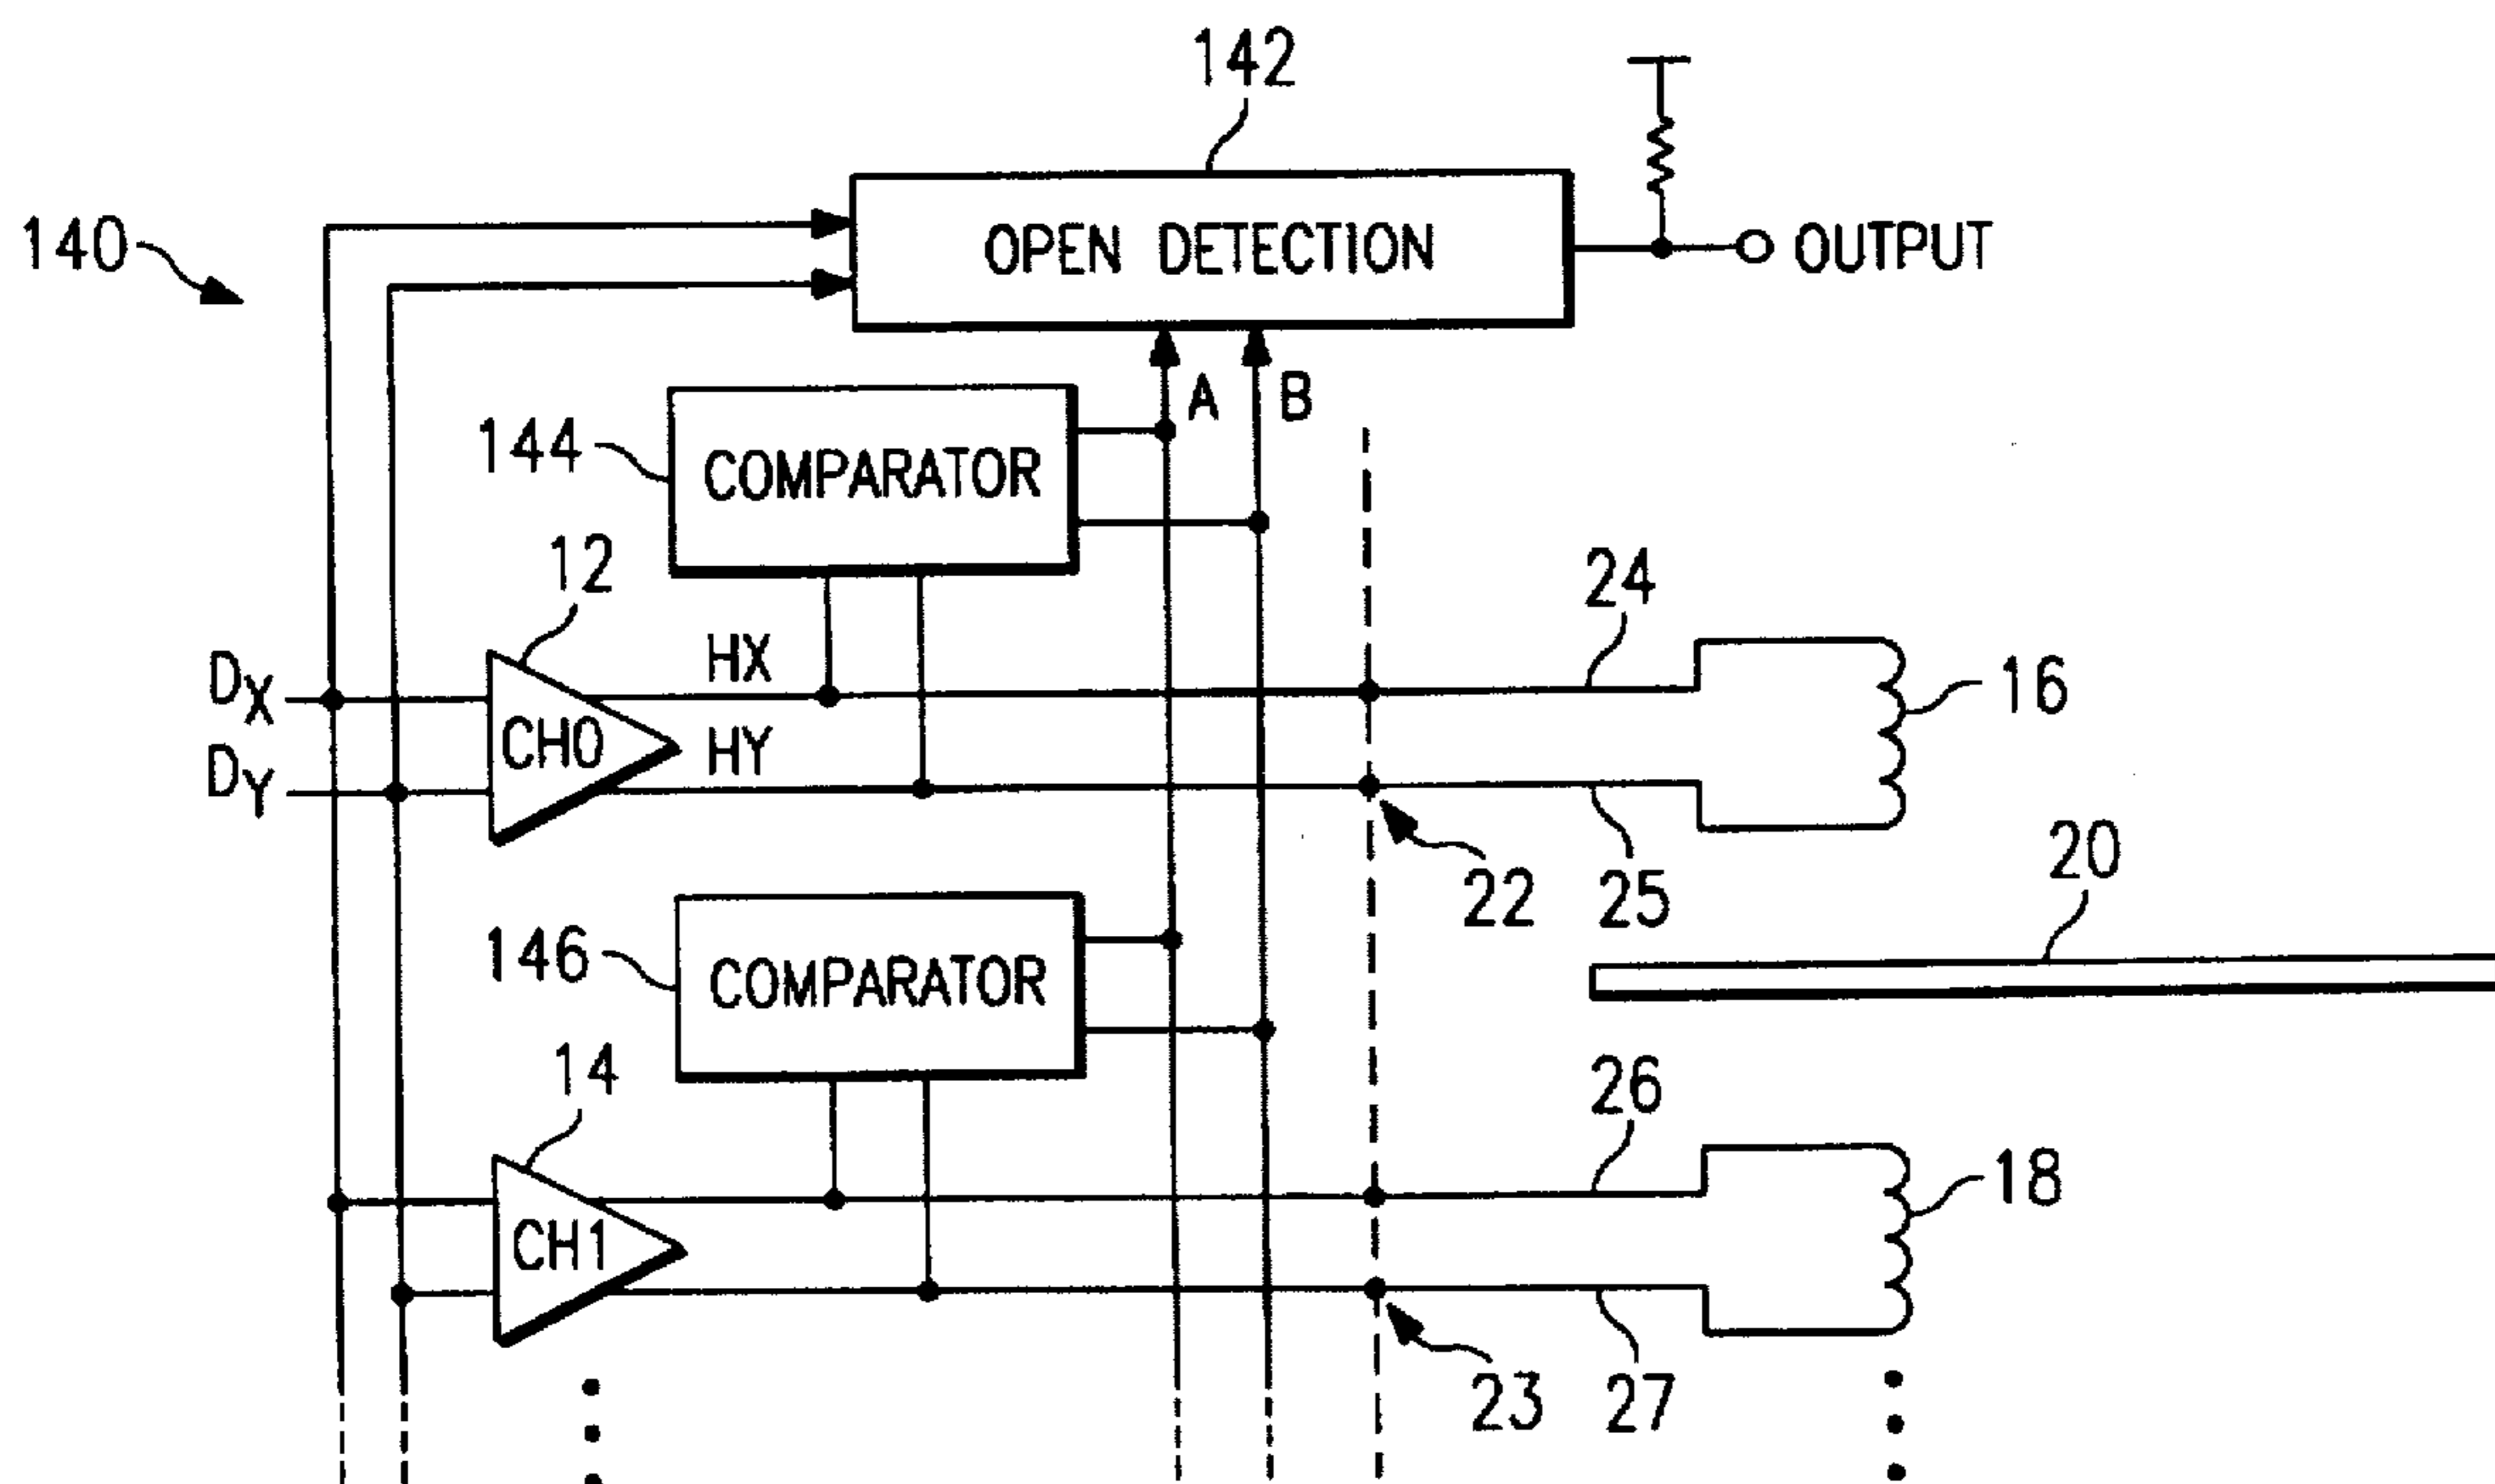 142
140
OPEN DETECTION
OUTPUT
A
B
144
COMPARATOR
12
24
HX
DX
16
CH0
HY
DY
20
22
25
146
COMPARATOR
14
26
18
CH1
23
27